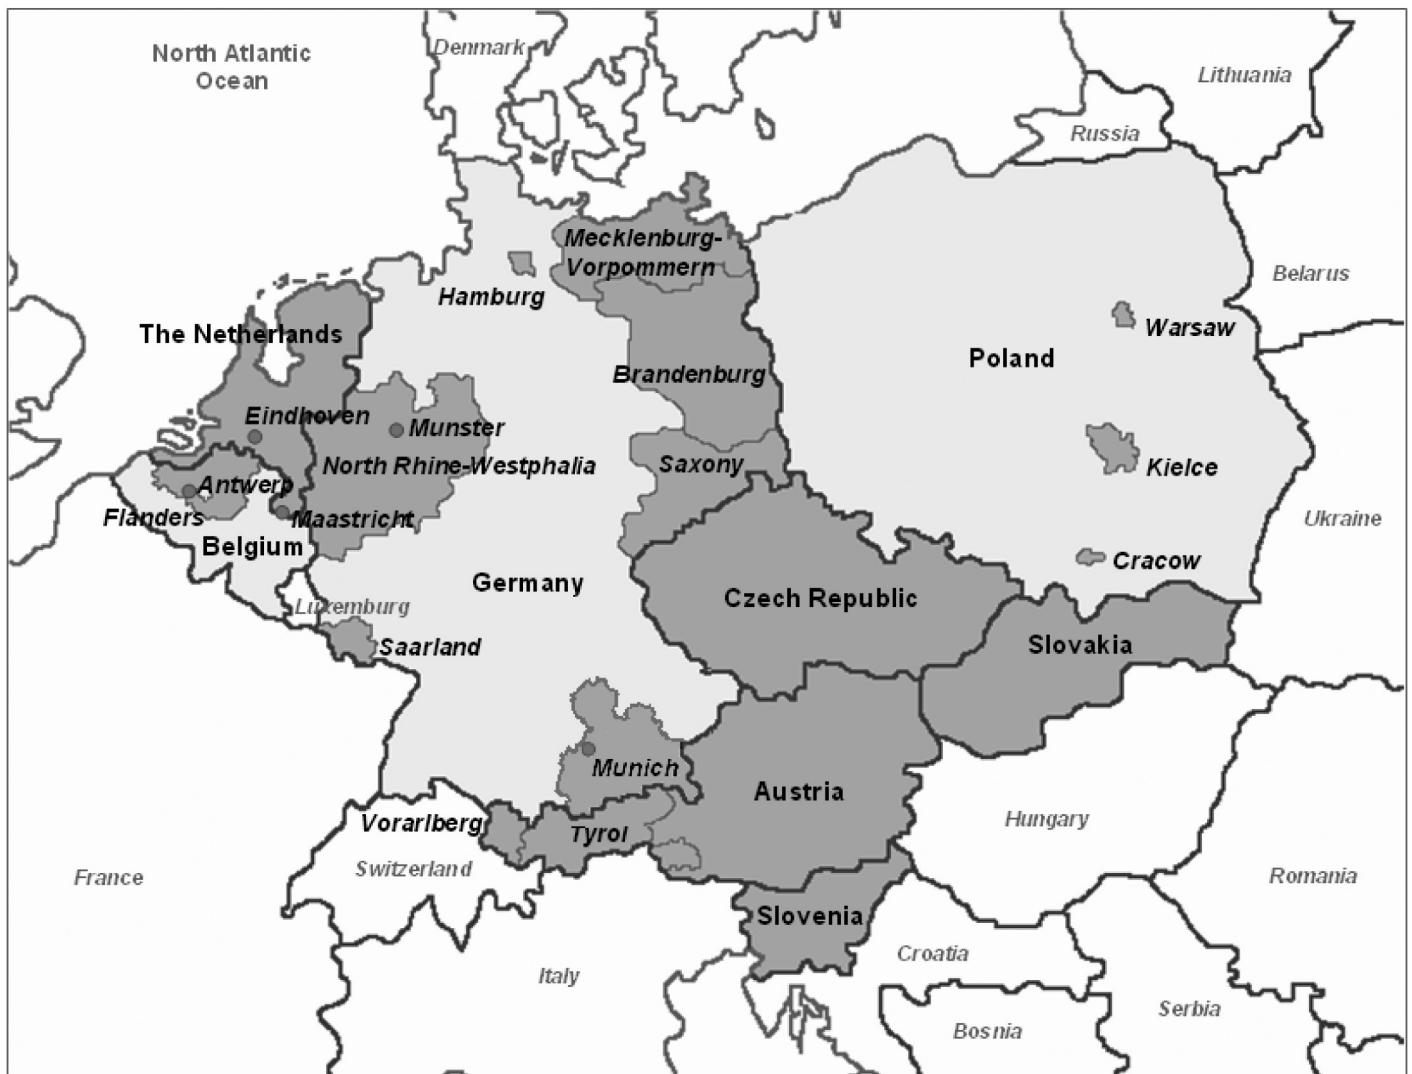 North Atlantic
Ocean
Denmark
Lithuania
Russia
Mecklenburg-
Vorpommern
Belarus
Hamburg
The Netherlands
Warsaw
Poland
Brandenburg
Eindhoven
Munster
North Rhine-Westphalia
Saxony
Kielce
Antwerp
Flanders
Maastricht
Ukraine
Belgium
Cracow
Germany
Czech Republic
Luxemburg
Saarland
Slovakia
Munich
Austria
Vorarlberg
Tyrol
Hungary
Switzerland
France
Romania
Slovenia
Croatia
Italy
Serbia
Bosnia